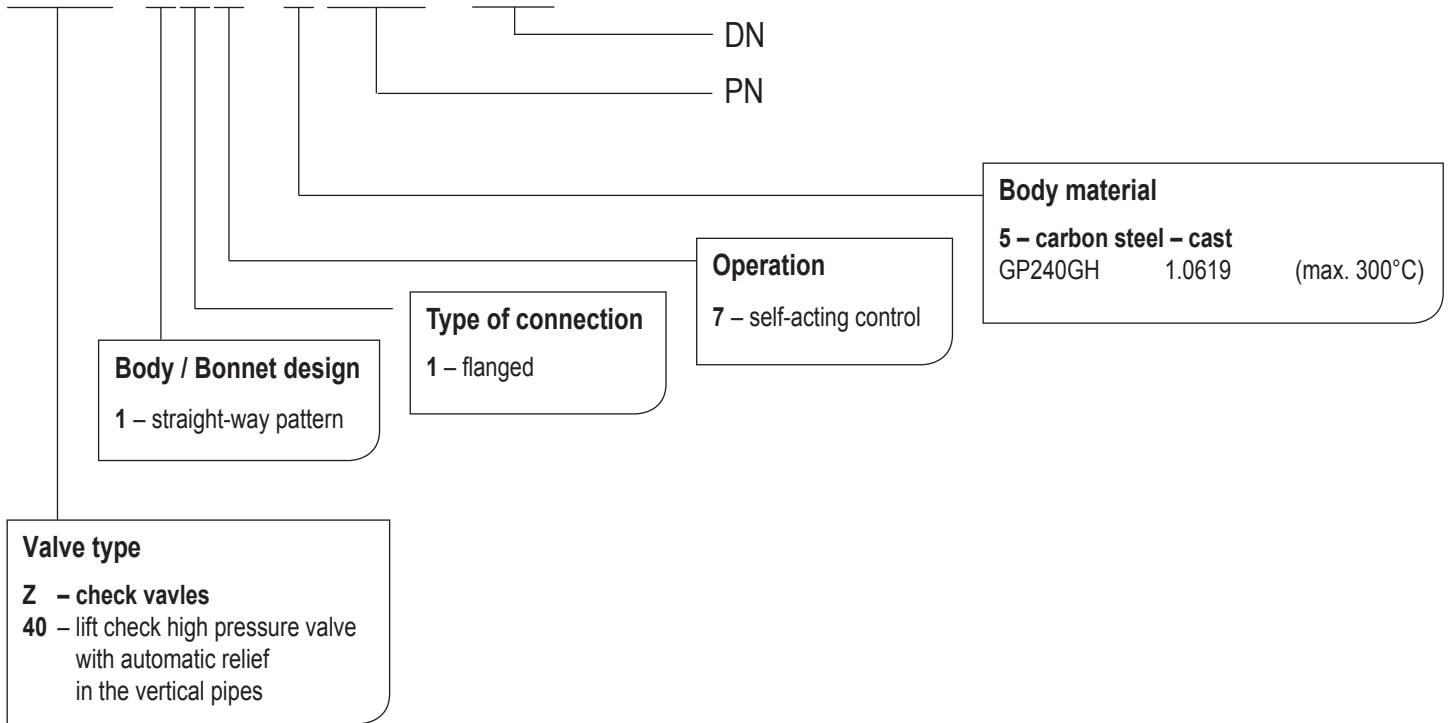 DN
PN
Body material
5 – carbon steel – cast
GP240GH 1.0619 (max. 300°C)
Operation
7 – self-acting control
Type of connection
1 – flanged
Body / Bonnet design
1 – straight-way pattern
Valve type
Z – check vavles
40 – lift check high pressure valve
with automatic relief
in the vertical pipes